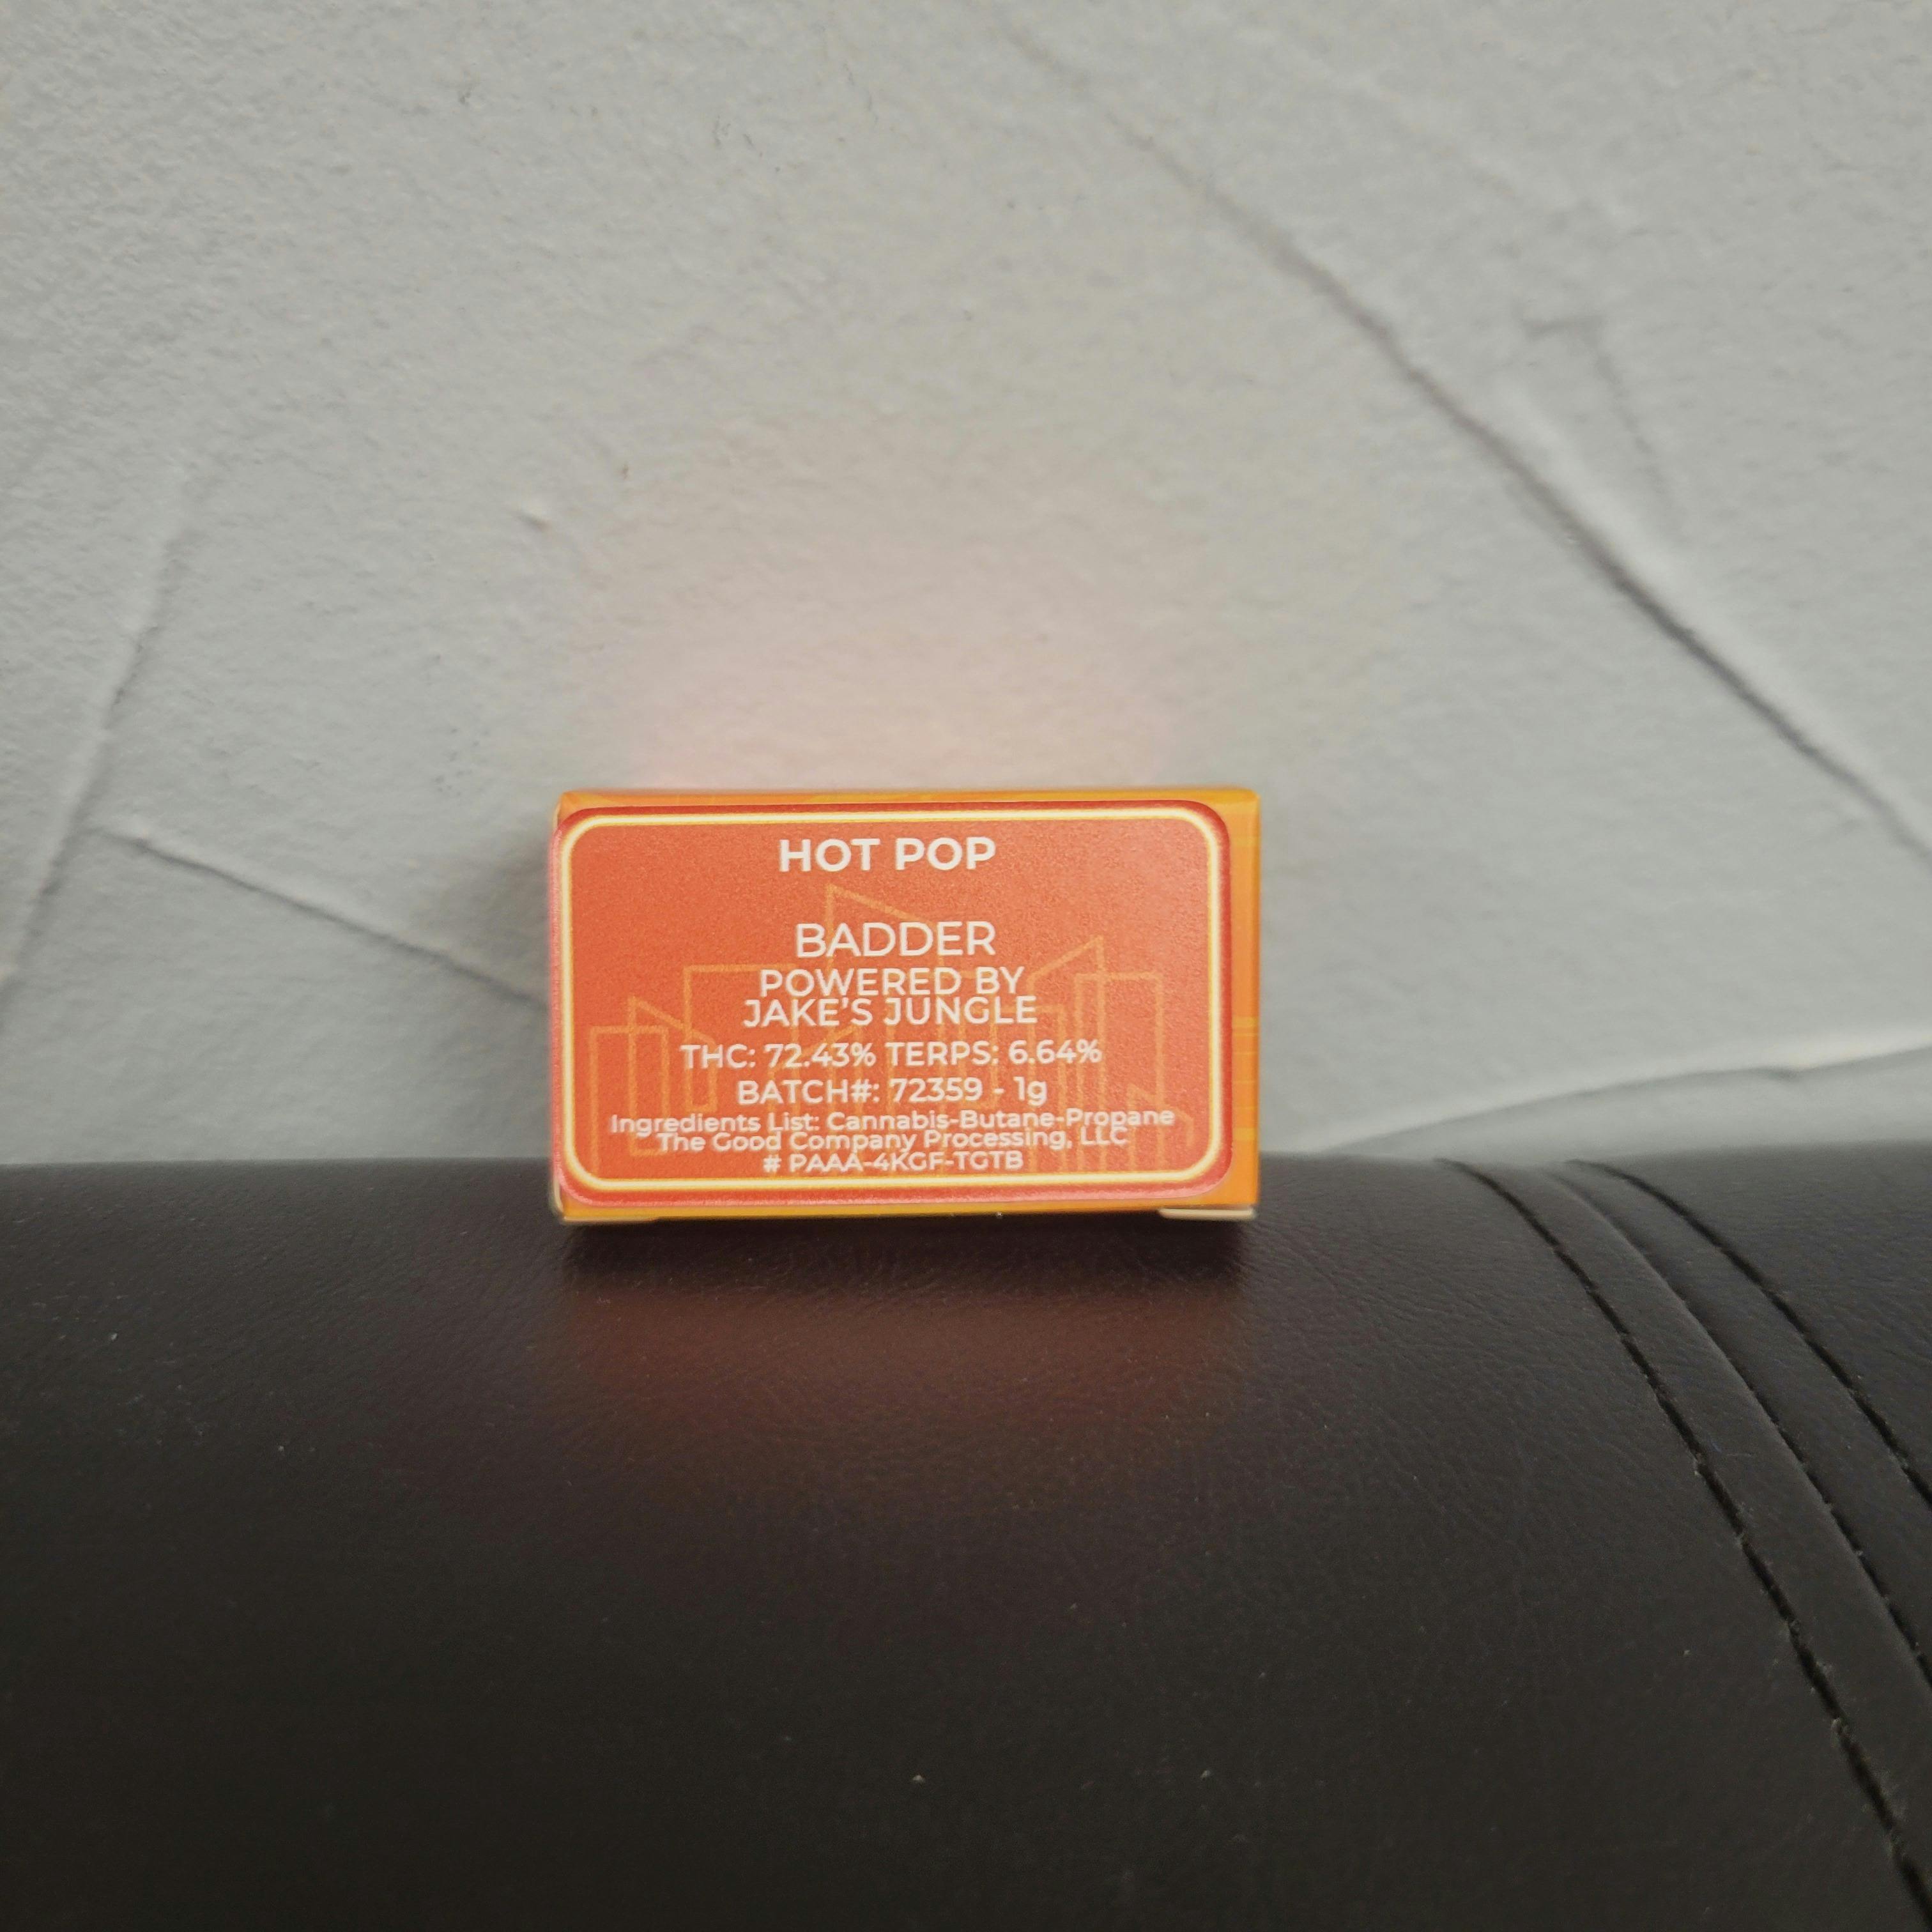 HOT POP
BADDER
POWERED BY
JAKE'S JUNGLE
THC: 72.43% TERPS: 6.64%
BATCH#: 72359 - 1g
Ingredients List: Cannabis-Butane-Propane
The Good Company Processing, LLC
# PAAA-4KGF-TGTB